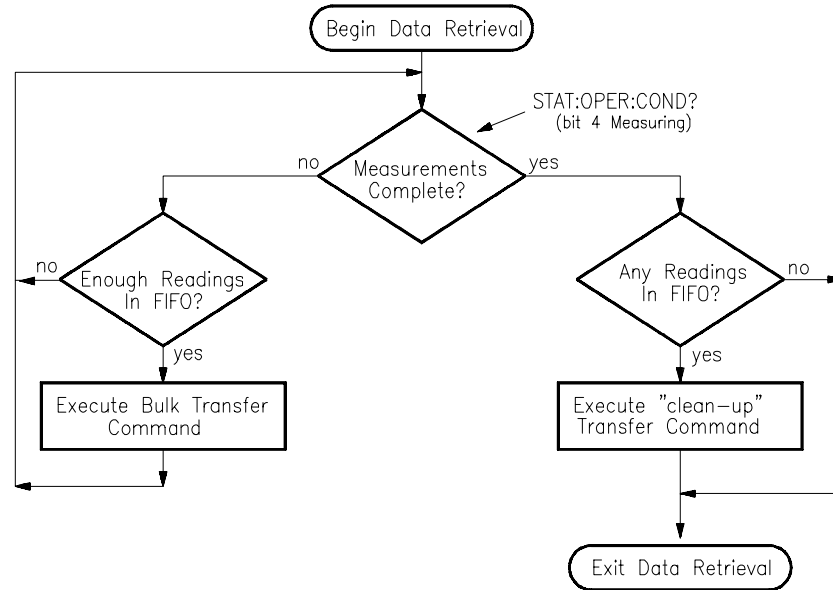 Begin Data Retrieval
STAT:OPER:COND?
(bit 4 Measuring)
no
Measurements
Complete?
yes
no
Enough Readings
In FIFO?
yes
Any Readings
In FIFO?
no
yes
Execute Bulk Transfer
Command
Execute "clean-up"
Transfer Command
Exit Data Retrieval